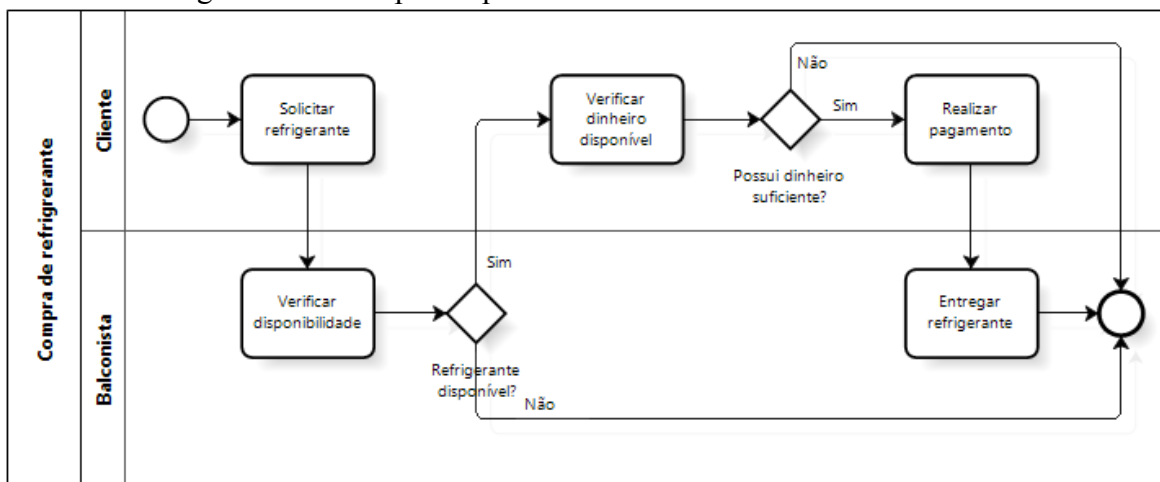 Compra de refrigrerante
Cliente
Balconista
Solicitar
refrigerante
Verificar
dinheiro
disponível
Não
Sim
Possui dinheiro
suficiente?
Realizar
pagamento
Verificar
disponibilidade
Sim
Refrigerante
disponível?
Não
Entregar
refrigerante